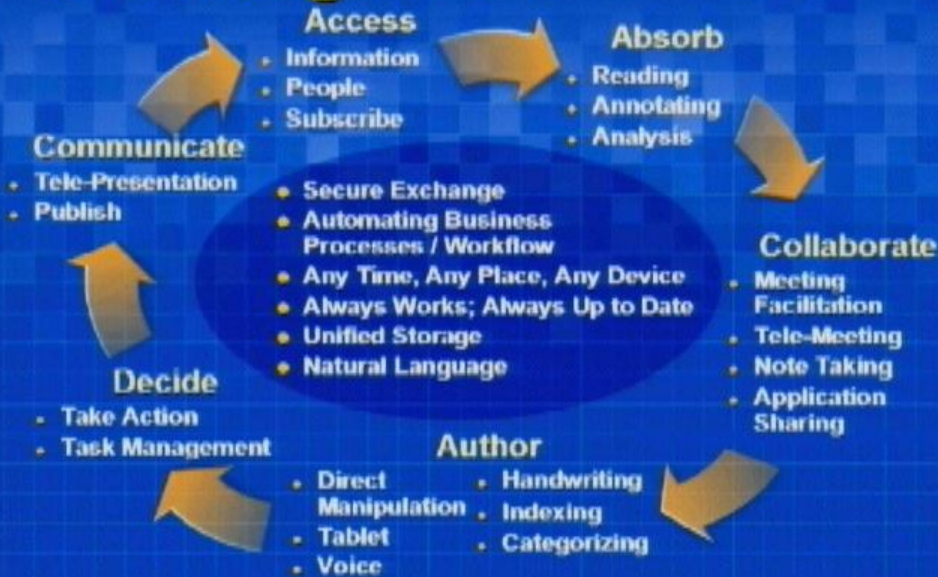 Access
Information
People
Subscribe
Absorb
Reading
Annotating
Analysis
Communicate
Tele-Presentation
Publish
Secure Exchange
Automating Business
Processes / Workflow
Any Time, Any Place, Any Device
Always Works; Always Up to Date
Unified Storage
Natural Language
Collaborate
Meeting
Facilitation
Tele-Meeting
Note Taking
Application
Sharing
Decide
Take Action
Task Management
Author
Direct
Manipulation
Tablet
Voice
Handwriting
Indexing
Categorizing